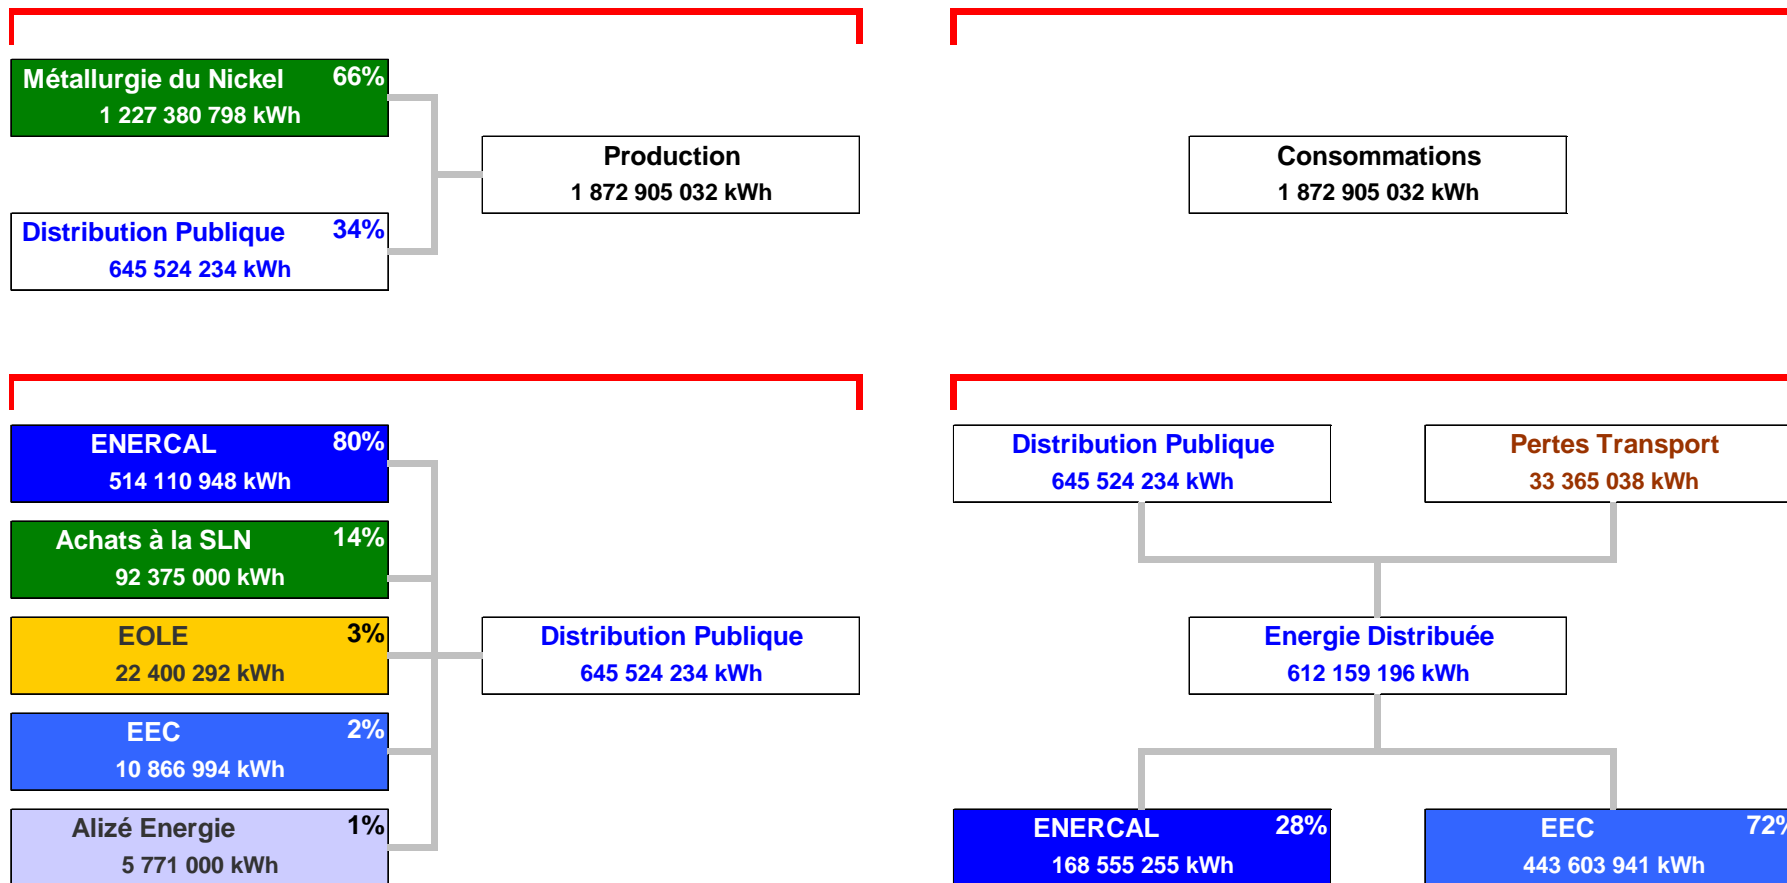 Métallurgie du Nickel 66%
1 227 380 798 kWh
Production
1 872 905 032 kWh
Distribution Publique 34%
645 524 234 kWh
Consommations
1 872 905 032 kWh
ENERCAL 80%
514 110 948 kWh
Achats à la SLN 14%
92 375 000 kWh
EOLE 3%
22 400 292 kWh
EEC 2%
10 866 994 kWh
Alizé Energie 1%
5 771 000 kWh
Distribution Publique
645 524 234 kWh
Distribution Publique
645 524 234 kWh
Pertes Transport
33 365 038 kWh
Energie Distribuée
612 159 196 kWh
ENERCAL 28%
168 555 255 kWh
EEC 72%
443 603 941 kWh